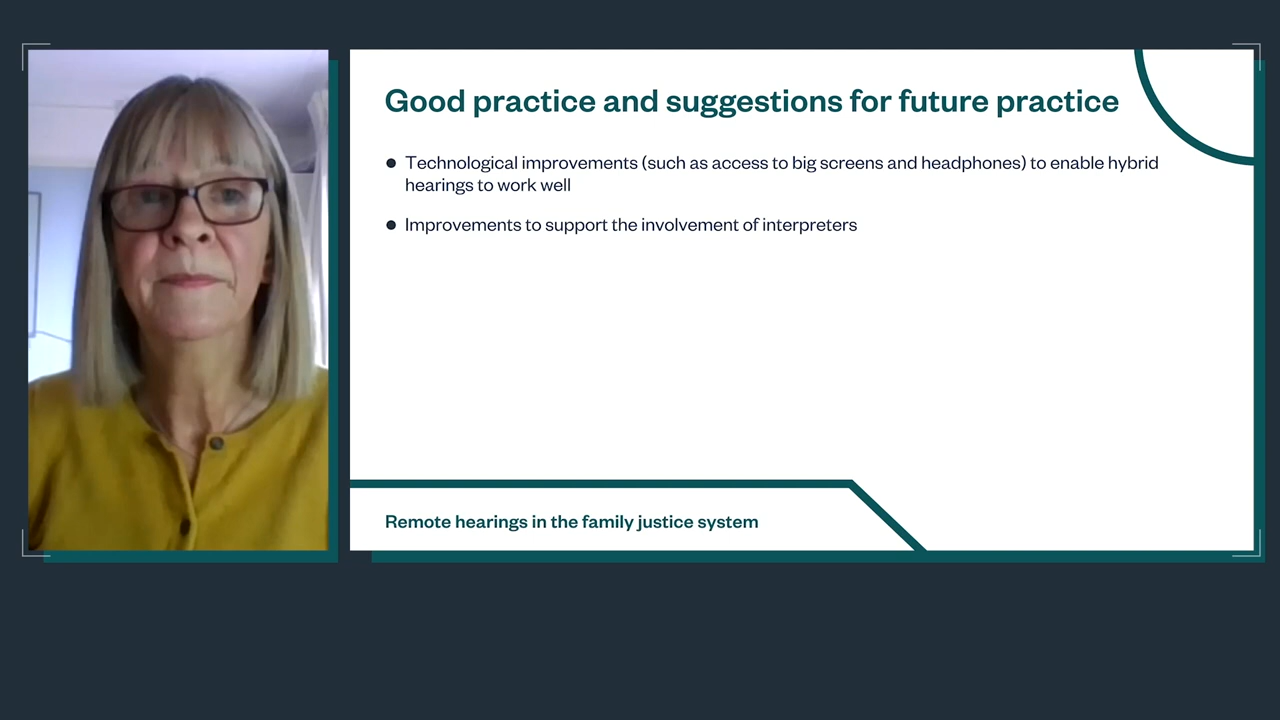 Good practice and suggestions for future practice
● Technological improvements (such as access to big screens and headphones) to enable hybrid
hearings to work well
● Improvements to support the involvement of interpreters
Remote hearings in the family justice system